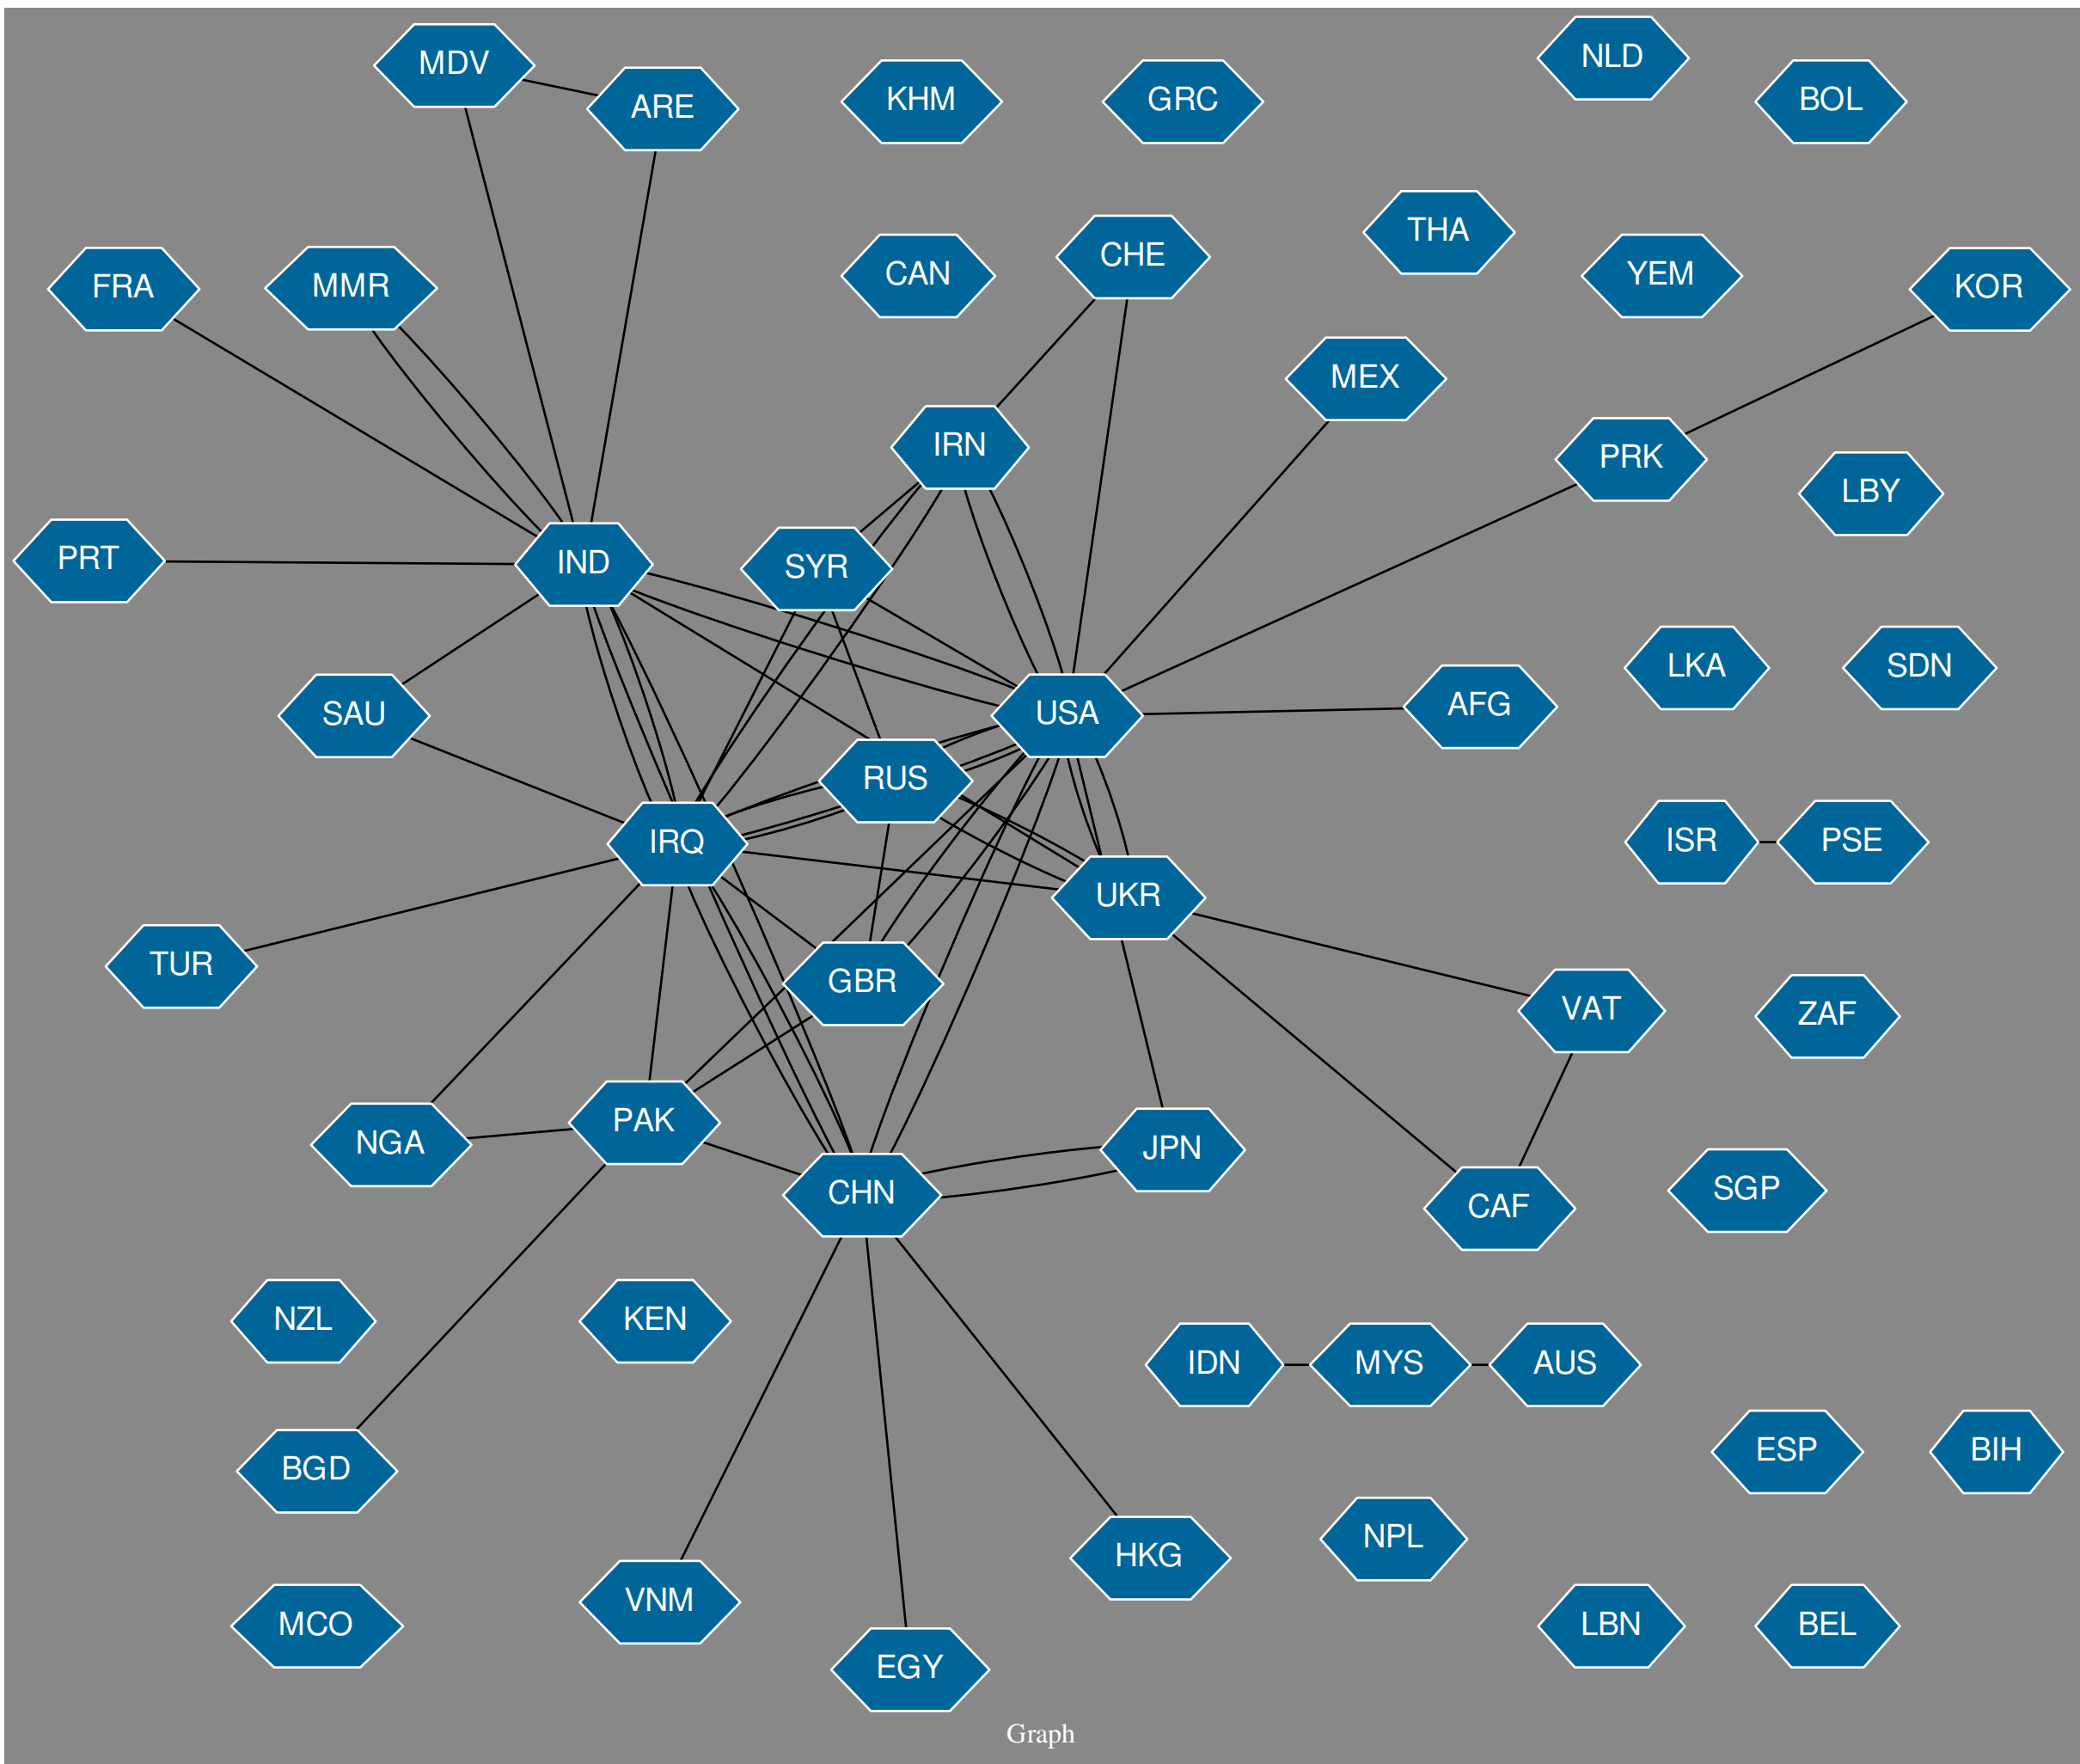 NLD
MDV
ARE
KHM
GRC
BOL
THA
CHE
CAN
YEM
FRA
MMR
KOR
MEX
IRN
PRK
LBY
PRT
IND
SYR
LKA
SDN
SAU
USA
AFG
RUS
IRQ
ISR
PSE
UKR
TUR
GBR
VAT
ZAF
NGA
PAK
JPN
CHN
CAF
SGP
NZL
KEN
IDN
MYS
AUS
BGD
ESP
BIH
HKG
NPL
VNM
MCO
LBN
BEL
EGY
Graph